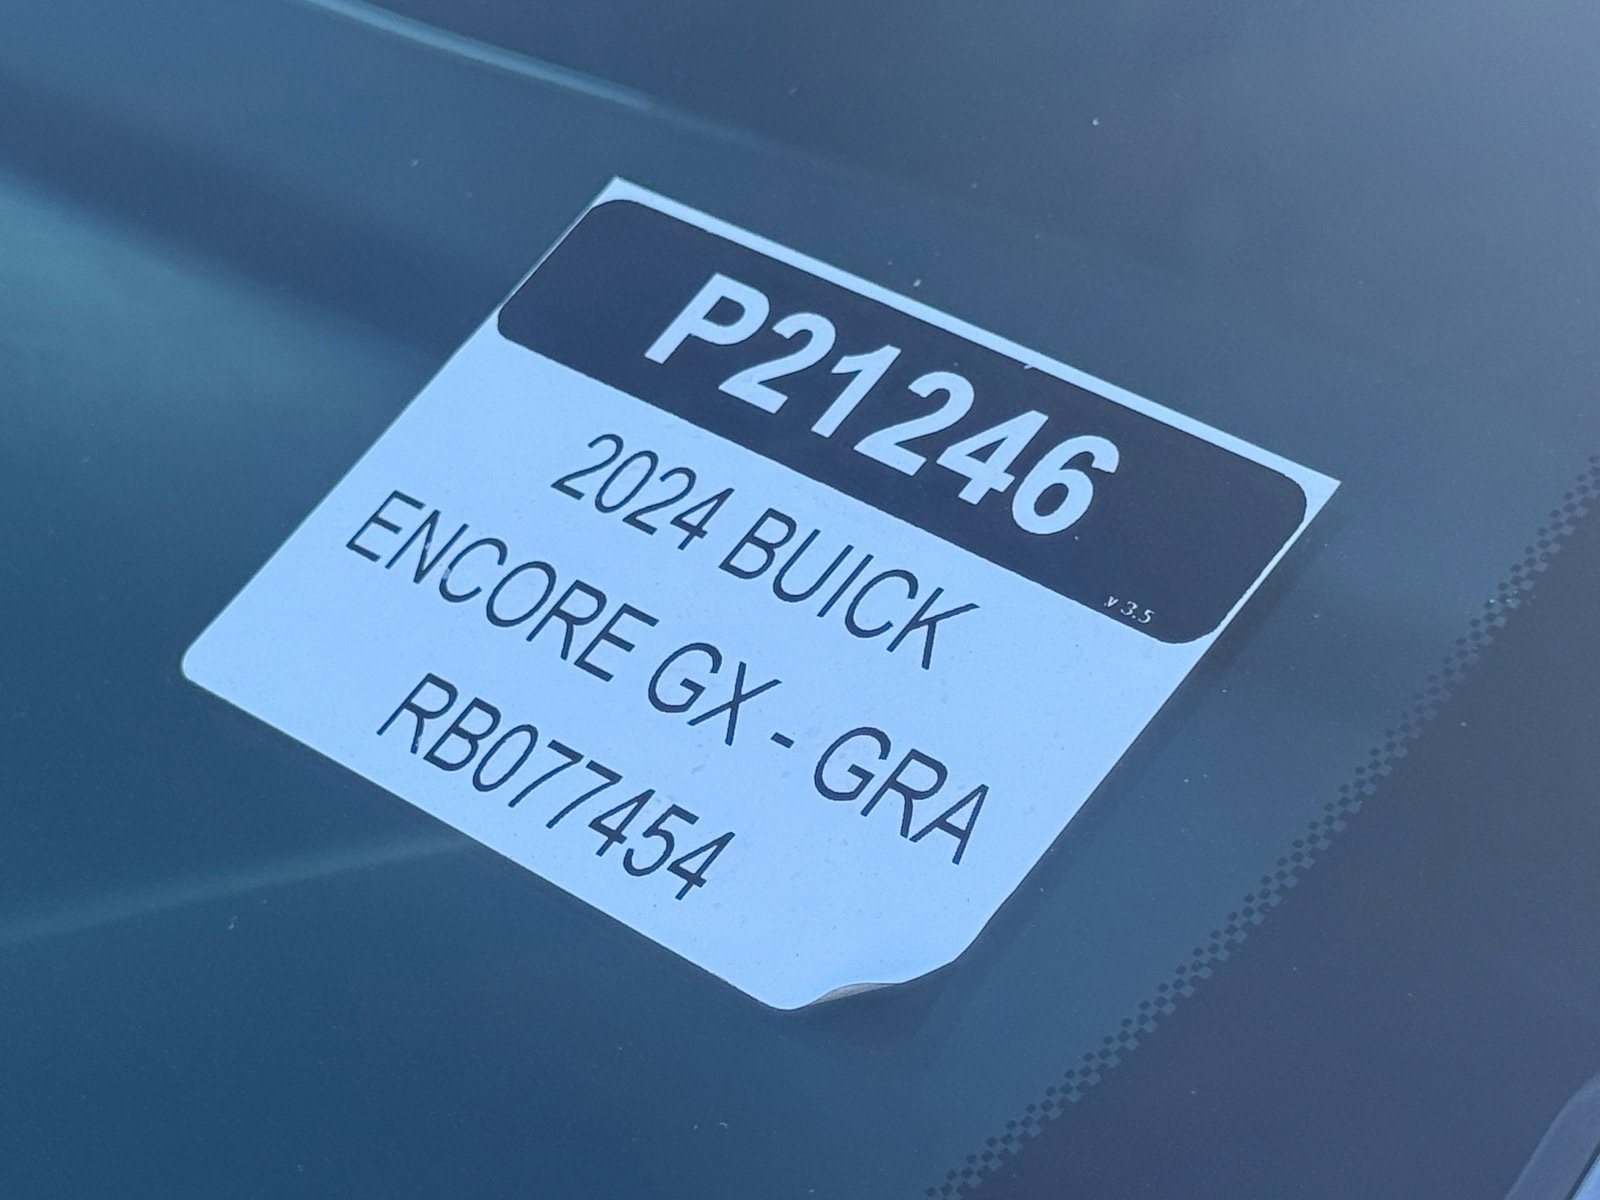 P21246
v 3.5
2024 BUICK
ENCORE GX - GRA
RB077454